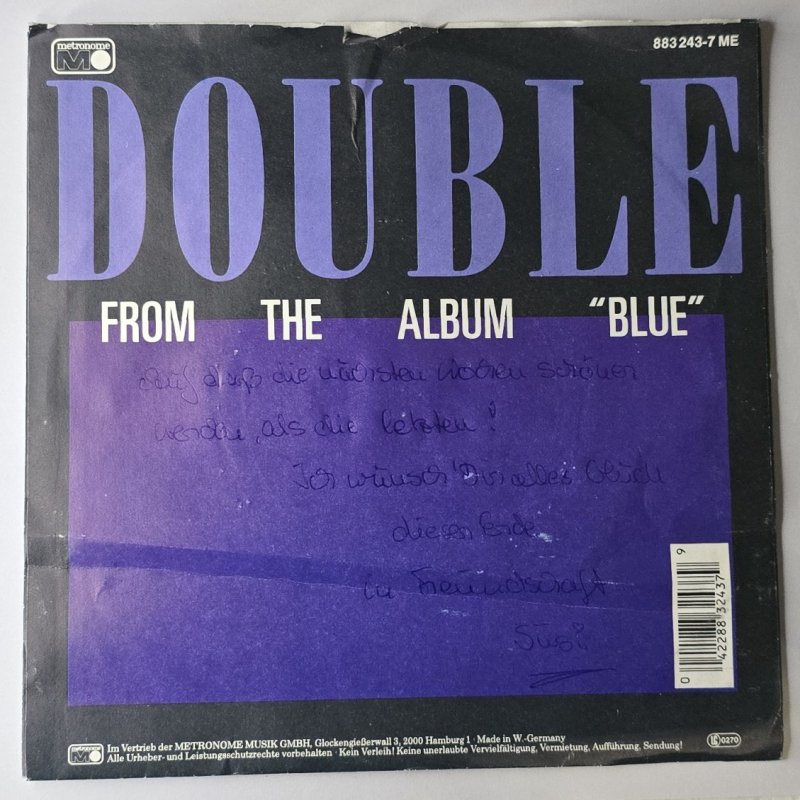 metronome
883 243-7 ME
DOUBLE
FROM THE ALBUM "BLUE"
Auf daß die nächsten Wochen schöner
werden, als die letzten!
Ich wünsch' Dir alles Glück
dieser Erde
in Freundschaft
Susi
0 42288 32437 9
metronome
Im Vertrieb der METRONOME MUSIK GMBH, Glockengießerwall 3, 2000 Hamburg 1 · Made in W.-Germany
Alle Urheber- und Leistungsschutzrechte vorbehalten · Kein Verleih! Keine unerlaubte Vervielfältigung, Vermietung, Aufführung, Sendung!
LC 0270